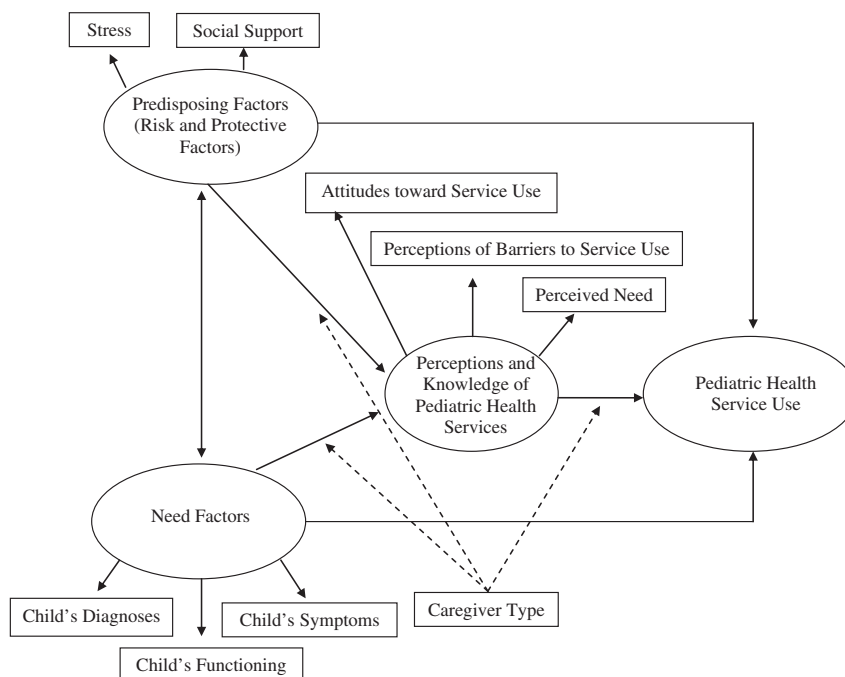 Stress
Social Support
Predisposing Factors
(Risk and Protective
Factors)
Attitudes toward Service Use
Perceptions of Barriers to Service Use
Perceived Need
Perceptions and
Knowledge of
Pediatric Health
Services
Pediatric Health
Service Use
Need Factors
Child's Diagnoses
Child's Symptoms
Caregiver Type
Child's Functioning